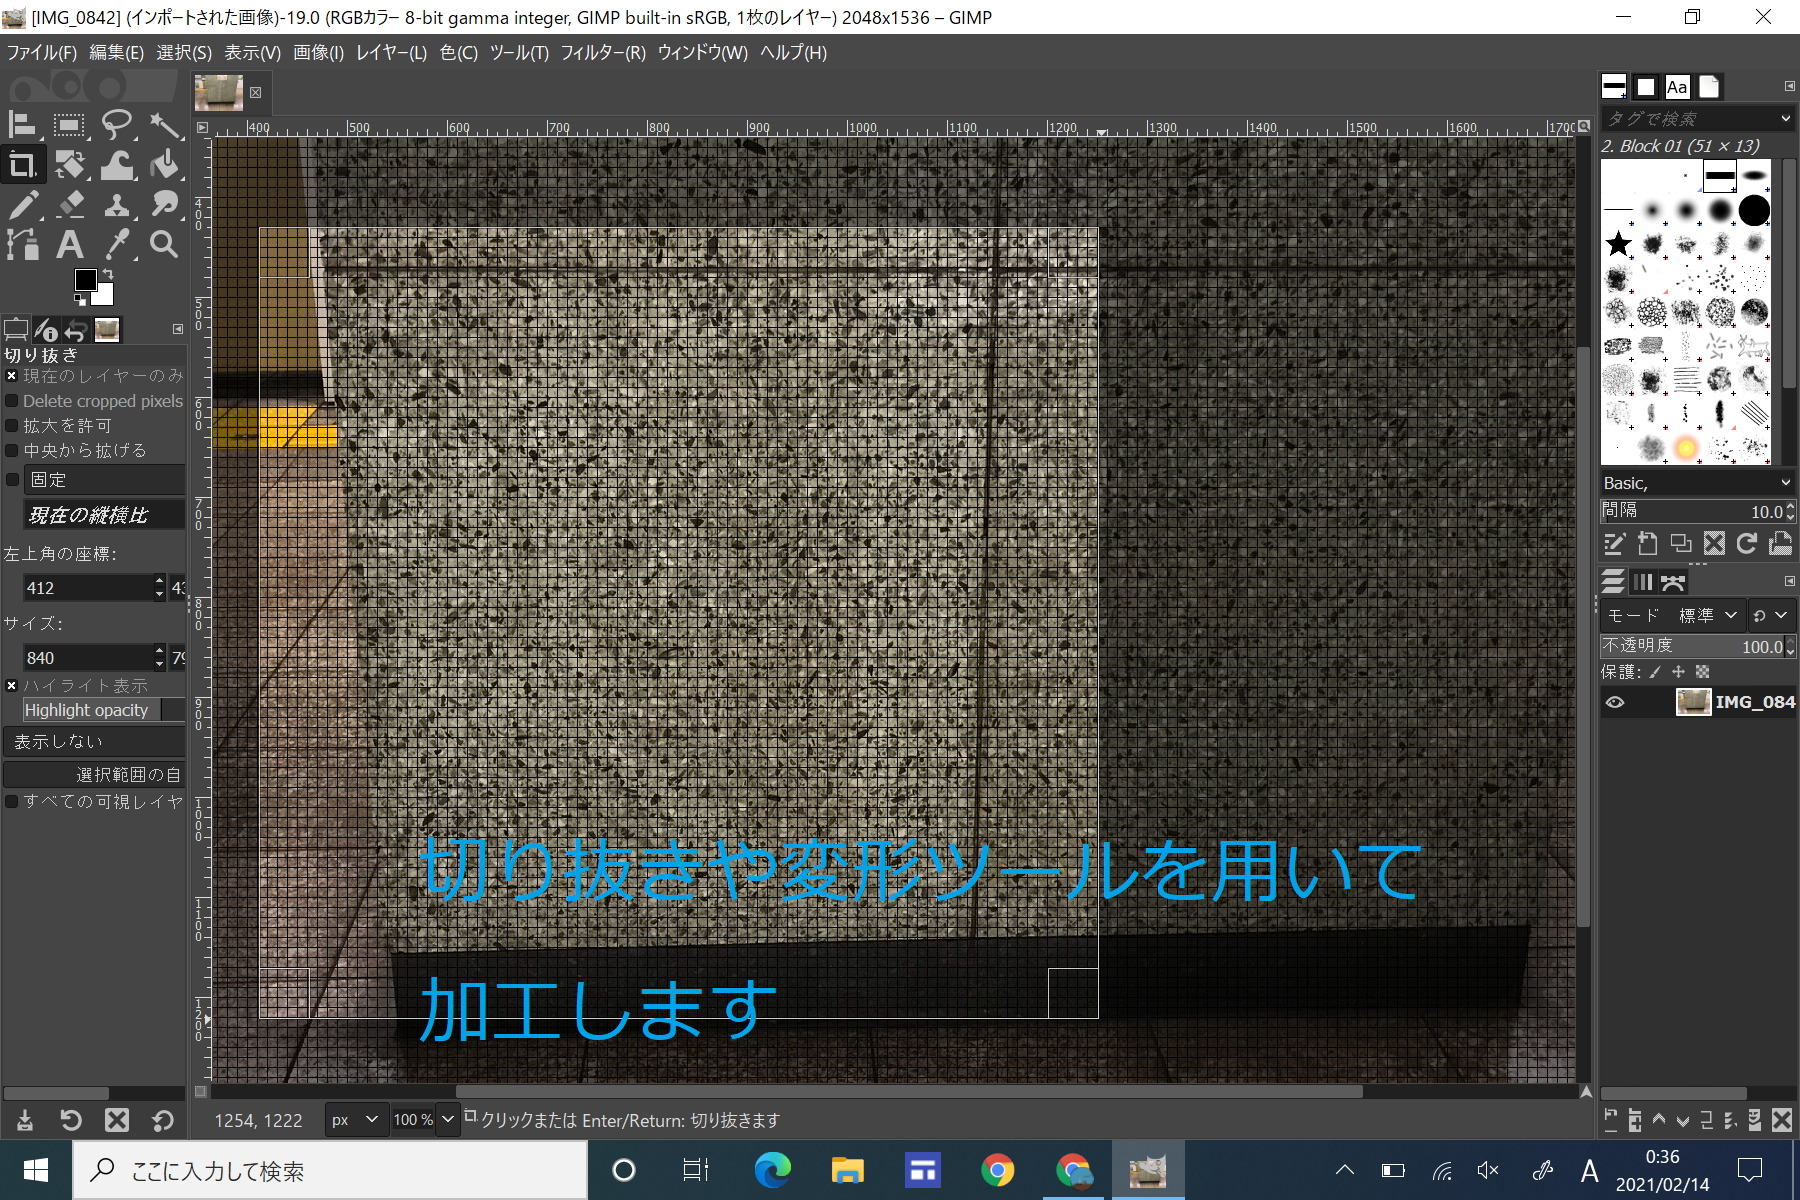 [IMG_0842] (インポートされた画像)-19.0 (RGBカラー 8-bit gamma integer, GIMP built-in sRGB, 1枚のレイヤー) 2048x1536 – GIMP
ファイル(F) 編集(E) 選択(S) 表示(V) 画像(I) レイヤー(L) 色(C) ツール(T) フィルター(R) ウィンドウ(W) ヘルプ(H)
400 500 600 700 800 900 1000 1100 1200 1300 1400 1500 1600 1700
400
500
600
700
800
900
1000
1100
1200
切り抜き
現在のレイヤーのみ
Delete cropped pixels
拡大を許可
中央から拡げる
固定
現在の縦横比
左上角の座標:
412 43
サイズ:
840 79
ハイライト表示
Highlight opacity
表示しない
選択範囲の自
すべての可視レイヤ
切り抜きや変形ツールを用いて
加工します
1254, 1222 px 100 % クリックまたは Enter/Return: 切り抜きます
Aa
タグで検索
2. Block 01 (51 × 13)
Basic,
間隔 10.0
モード 標準
不透明度 100.0
保護:
IMG_084
ここに入力して検索
A
0:36
2021/02/14